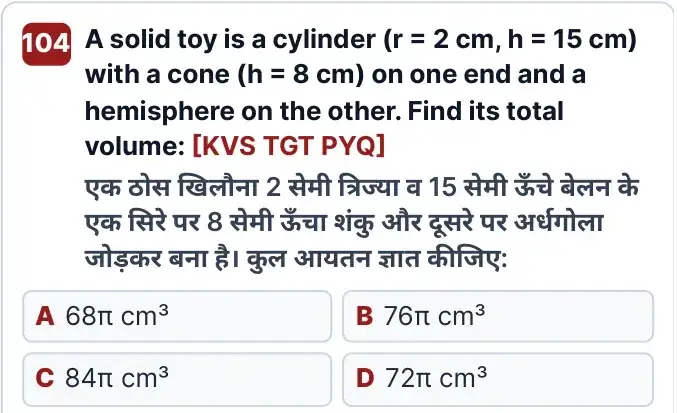 104 A solid toy is a cylinder (r = 2 cm, h = 15 cm)
with a cone (h = 8 cm) on one end and a
hemisphere on the other. Find its total
volume: [KVS TGT PYQ]
एक ठोस खिलौना 2 सेमी त्रिज्या व 15 सेमी ऊँचे बेलन के
एक सिरे पर 8 सेमी ऊँचा शंकु और दूसरे पर अर्धगोला
जोड़कर बना है। कुल आयतन ज्ञात कीजिए:
A 68π cm³
B 76π cm³
C 84π cm³
D 72π cm³